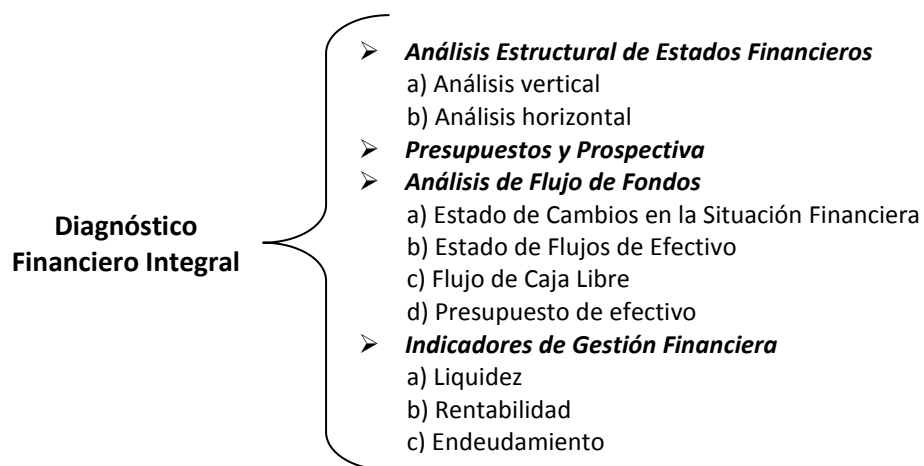 Diagnóstico
Financiero Integral
➢ Análisis Estructural de Estados Financieros
a) Análisis vertical
b) Análisis horizontal
➢ Presupuestos y Prospectiva
➢ Análisis de Flujo de Fondos
a) Estado de Cambios en la Situación Financiera
b) Estado de Flujos de Efectivo
c) Flujo de Caja Libre
d) Presupuesto de efectivo
➢ Indicadores de Gestión Financiera
a) Liquidez
b) Rentabilidad
c) Endeudamiento